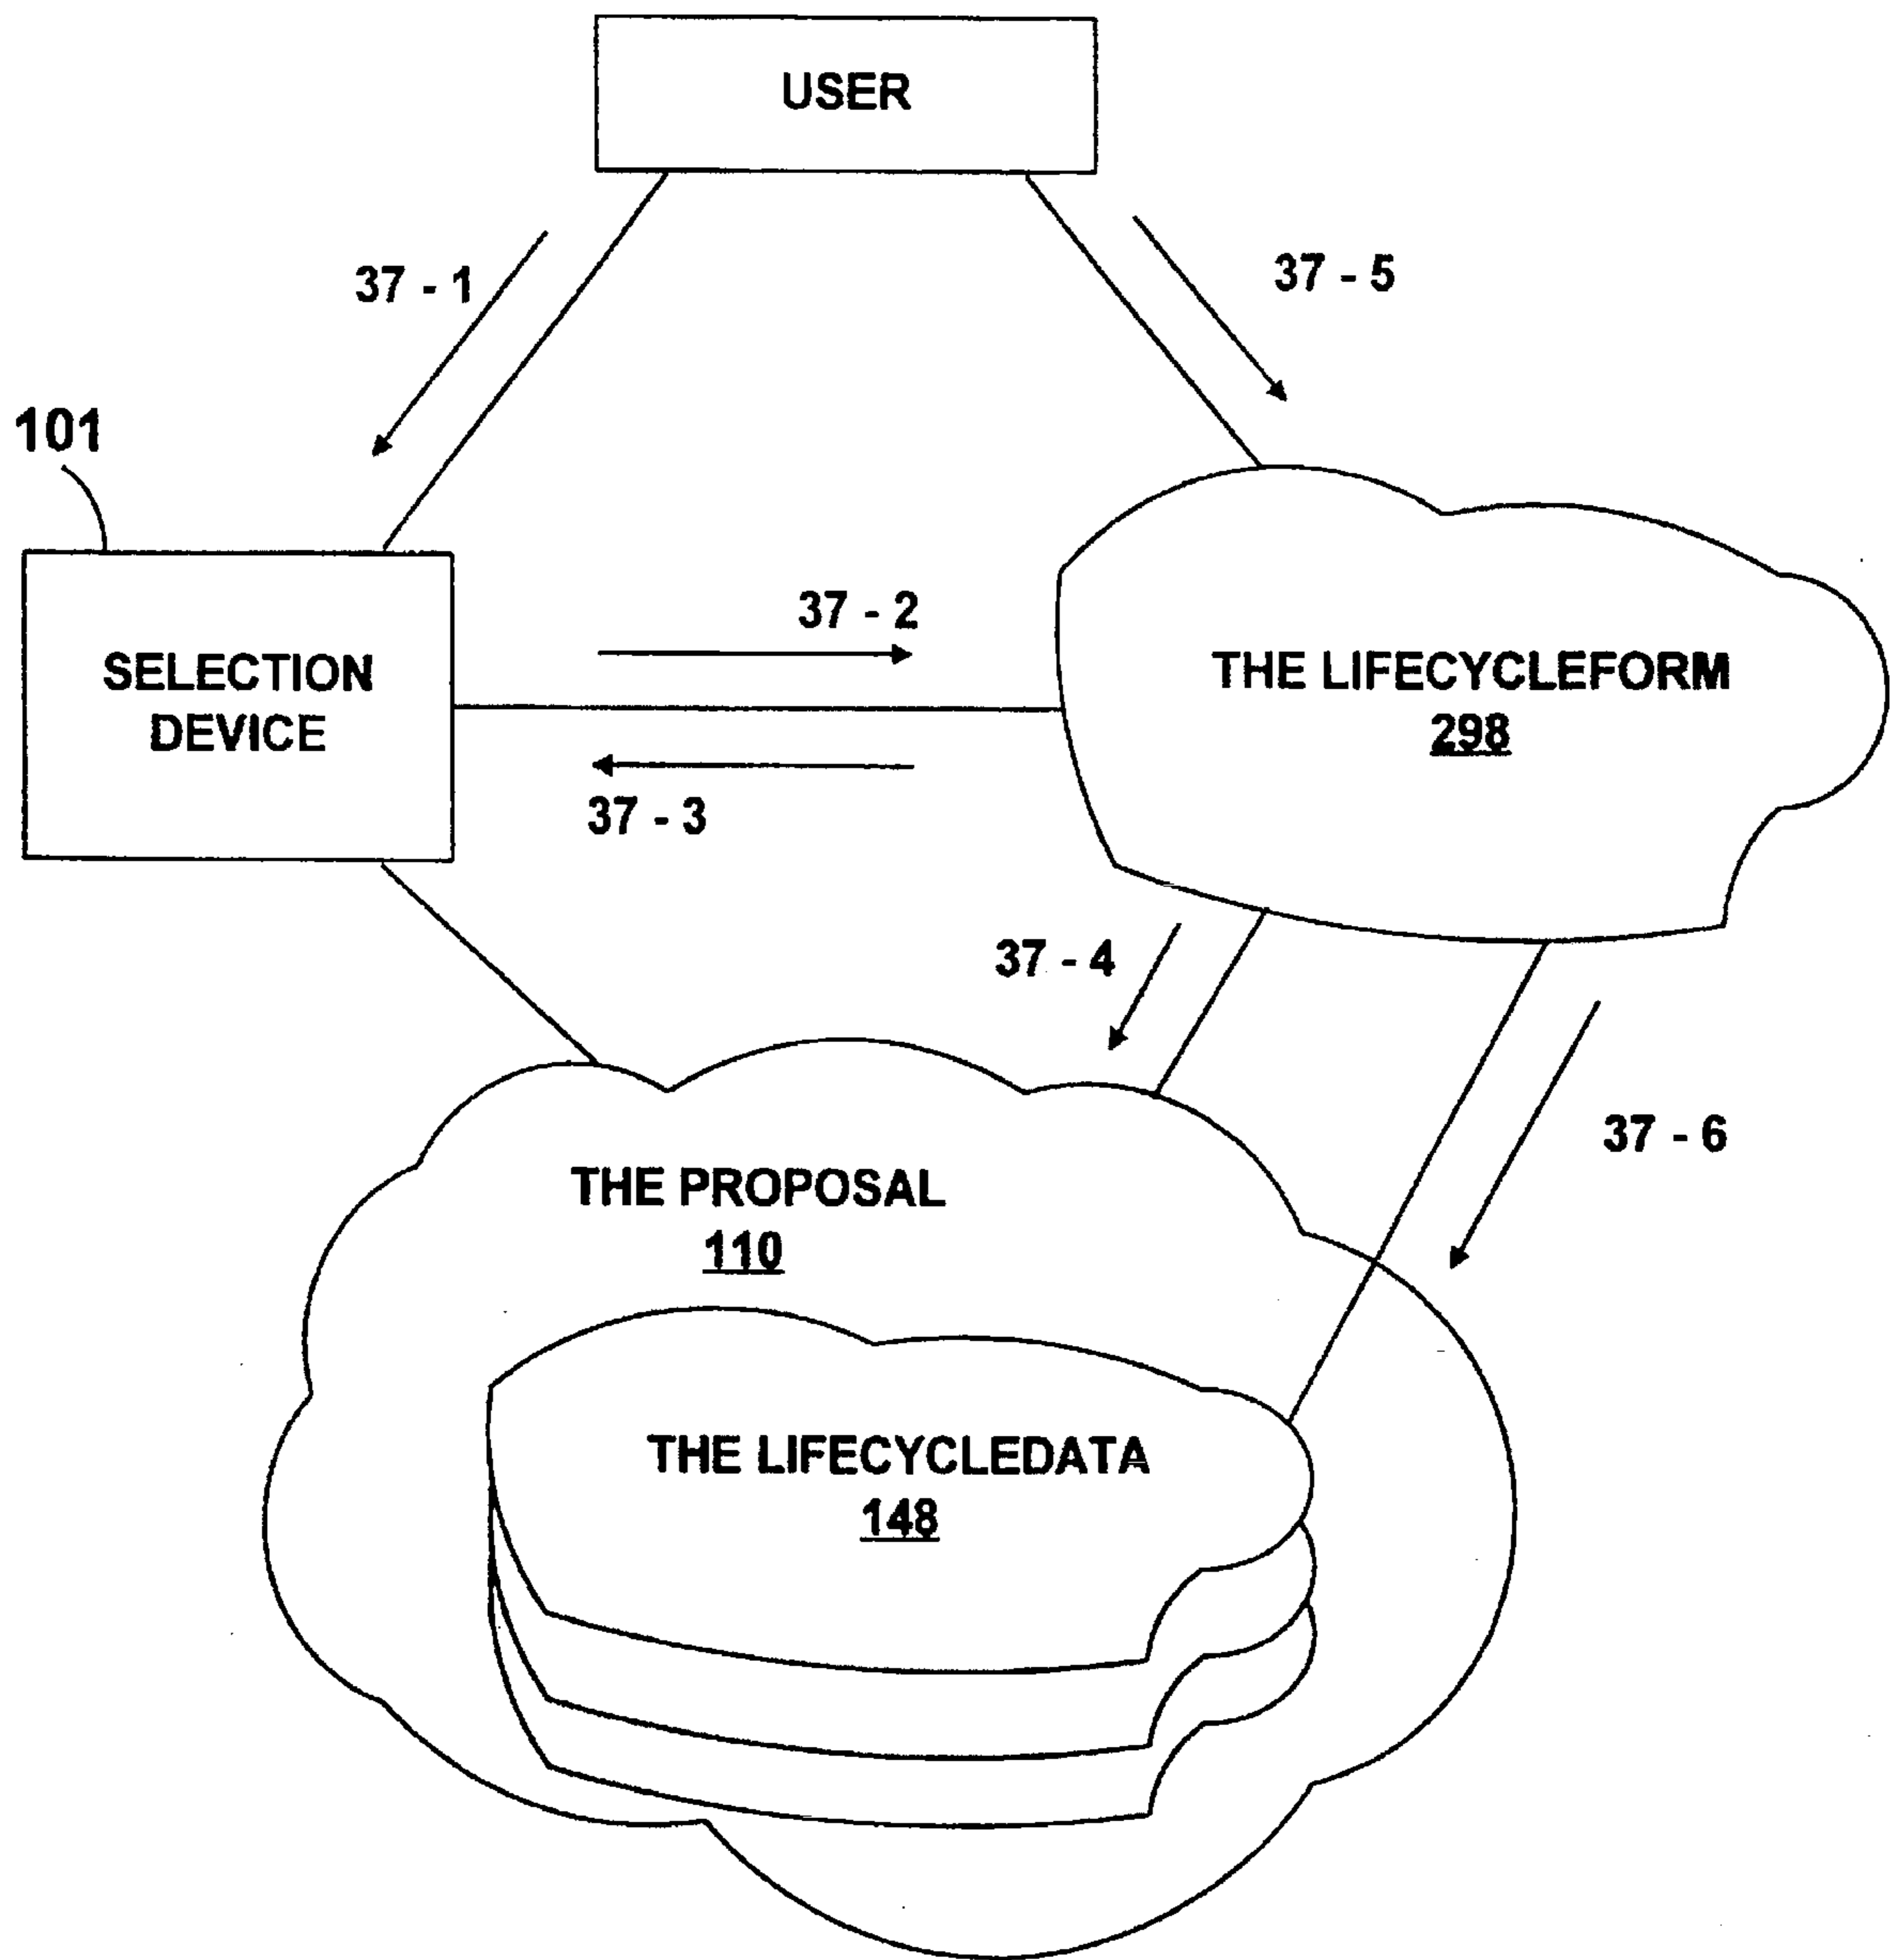 USER
37 - 1
37 - 5
101
37 - 2
SELECTION
DEVICE
THE LIFECYCLEFORM
298
37 - 3
37 - 4
37 - 6
THE PROPOSAL
110
THE LIFECYCLEDATA
148